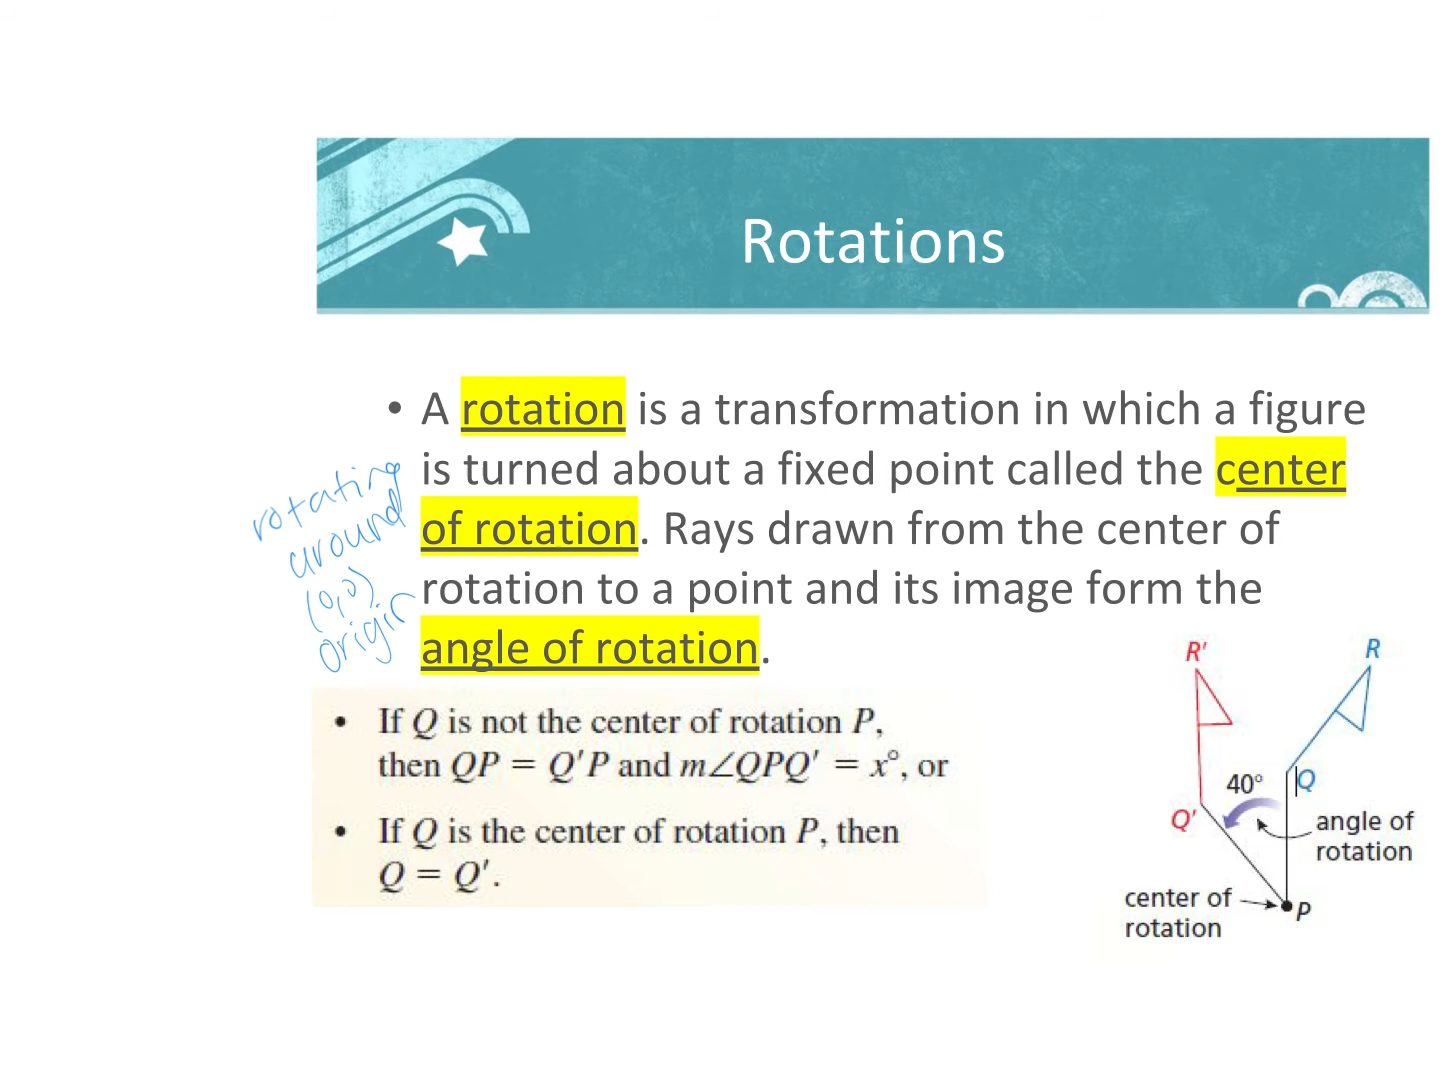 Rotations
• A rotation is a transformation in which a figure
is turned about a fixed point called the center
of rotation. Rays drawn from the center of
rotation to a point and its image form the
angle of rotation.
rotating
around
(0,0)
origin
• If Q is not the center of rotation P,
then QP = Q'P and m∠QPQ' = x°, or
• If Q is the center of rotation P, then
Q = Q'.
R'
R
40°
Q
Q'
angle of
rotation
center of
rotation
P